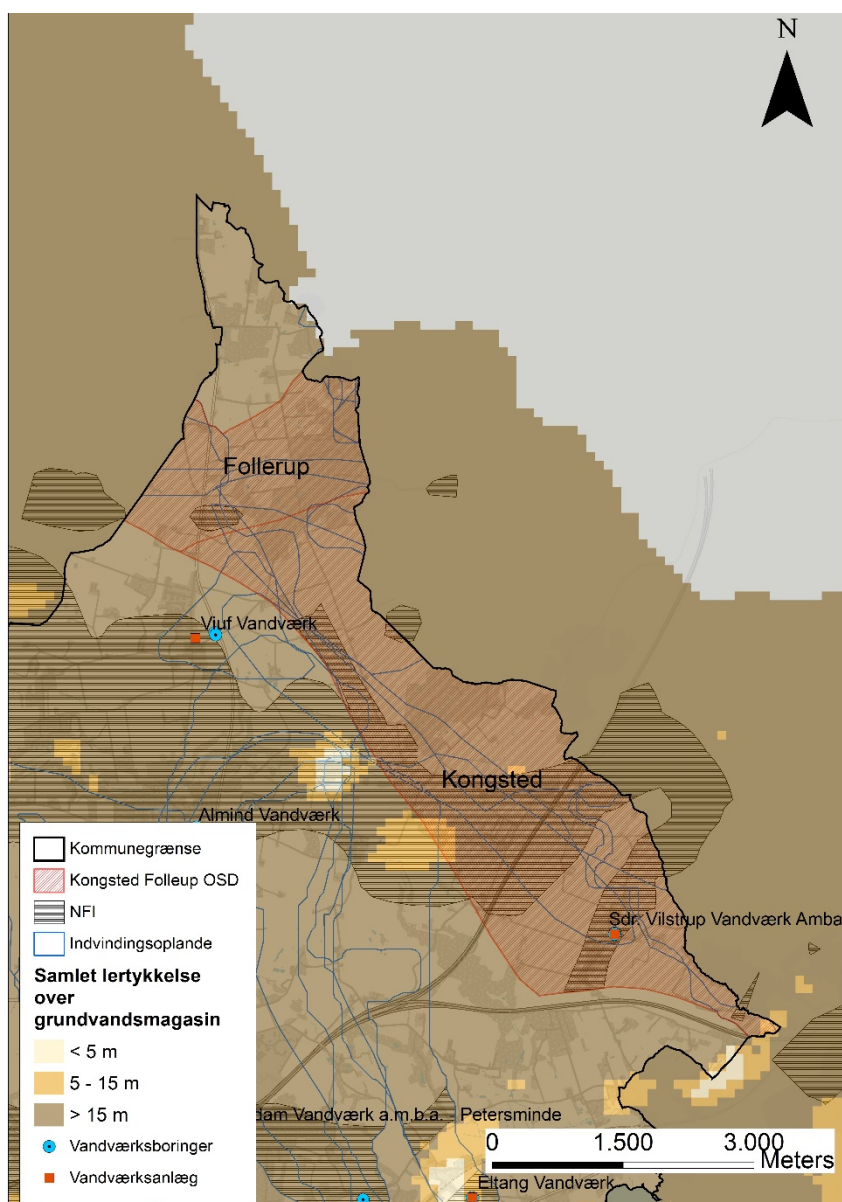 N
Follerup
Viuf Vandværk
Kongsted
Almind Vandværk
Sdr. Vilstrup Vandværk Amba
Kommunegrænse
Kongsted Folleup OSD
NFI
Indvindingsoplande
Samlet lertykkelse
over
grundvandsmagasin
< 5 m
5 - 15 m
> 15 m
Vandværksboringer
Vandværksanlæg
dam Vandværk a.m.b.a. - Petersminde
0 1.500 3.000
Meters
Eltang Vandværk